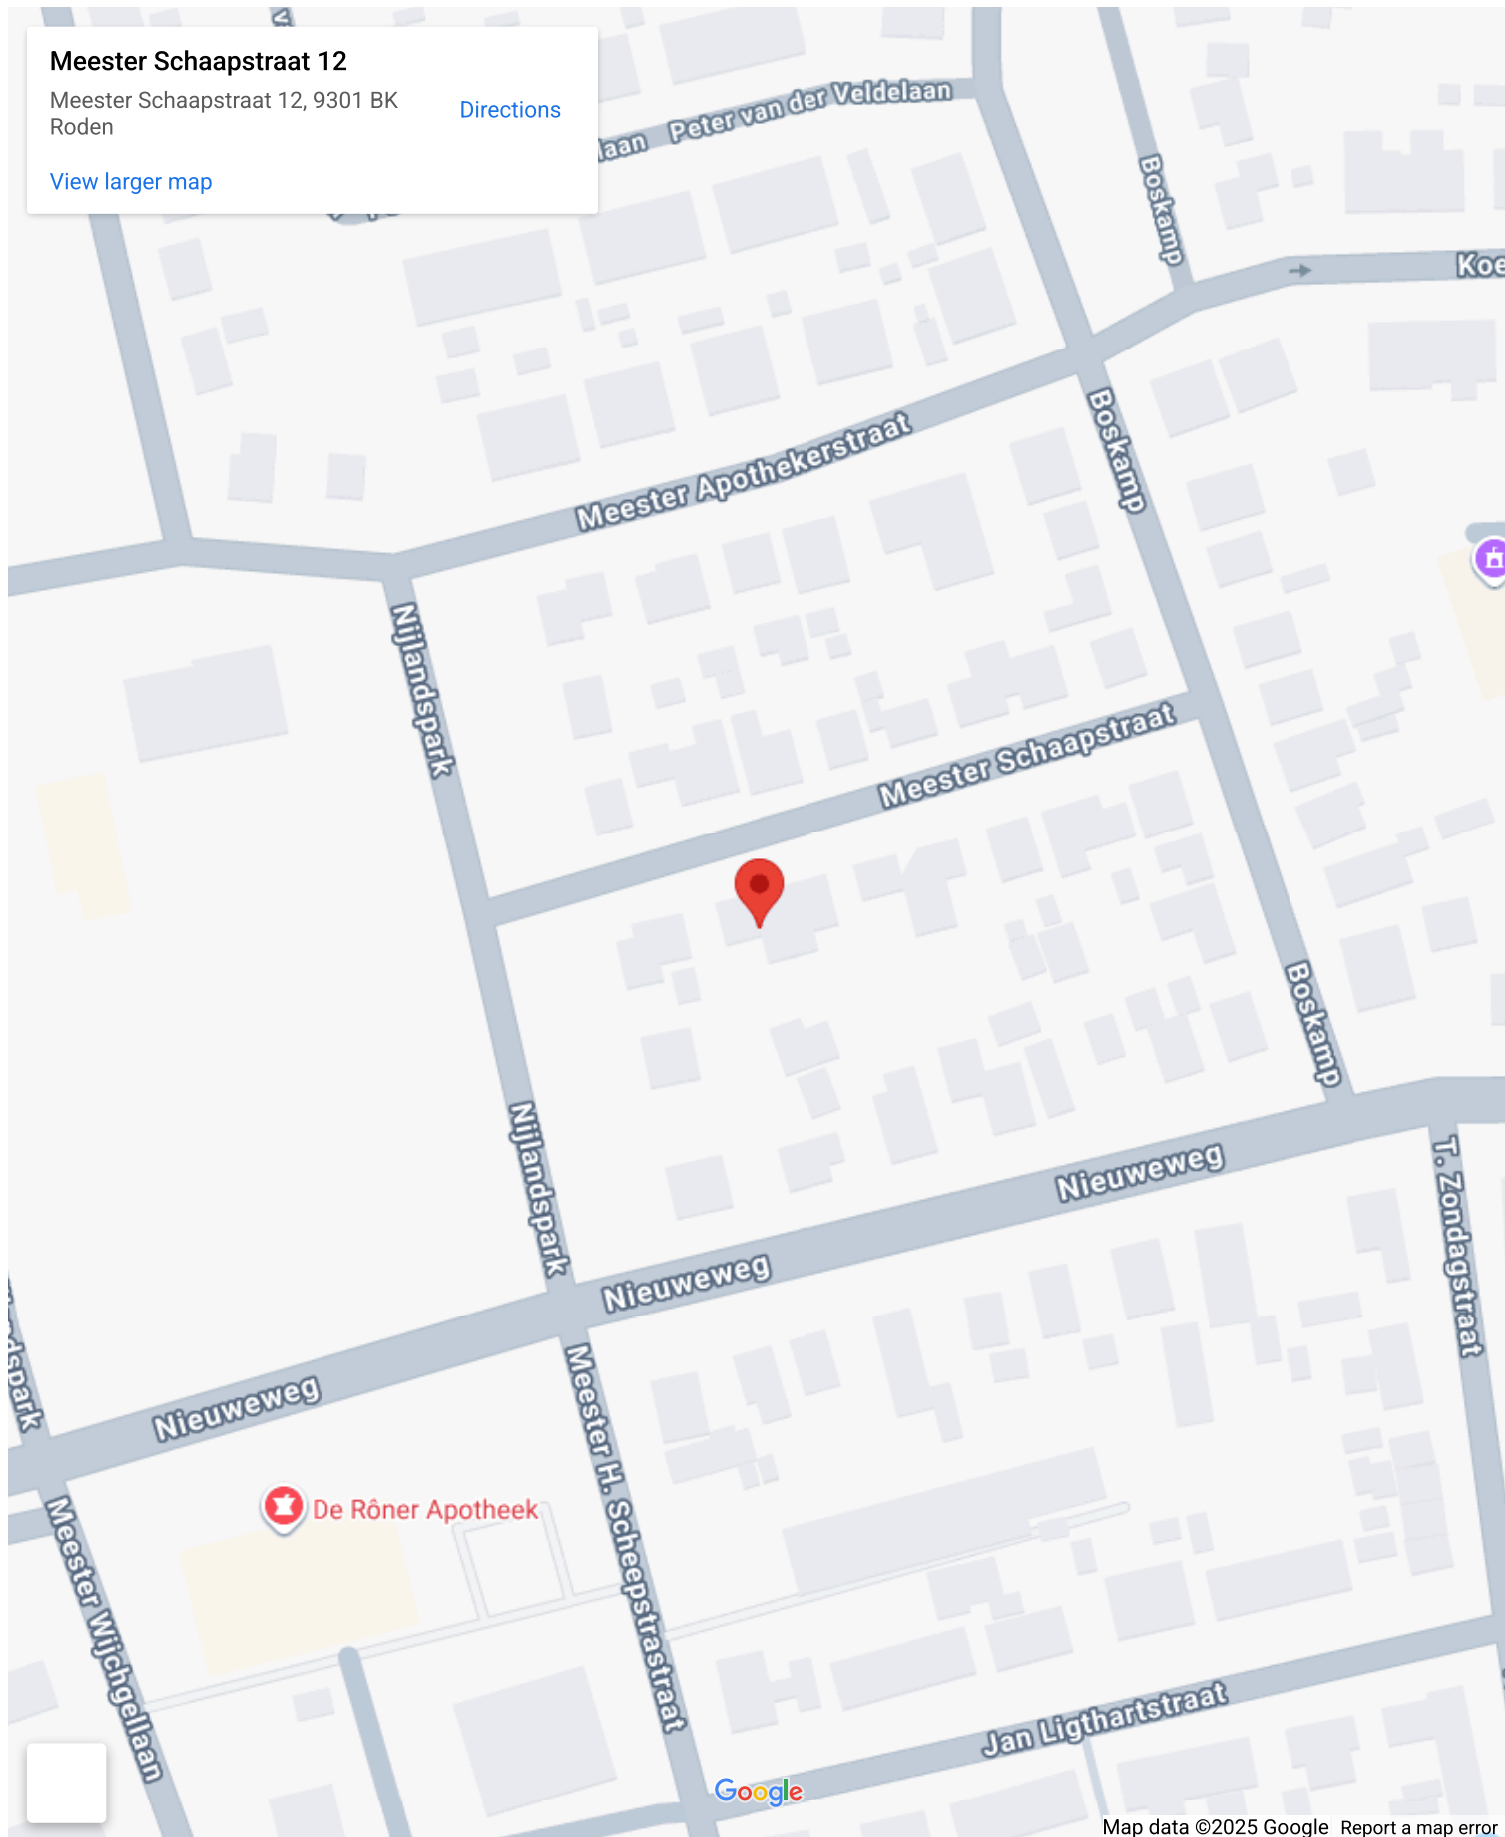 Meester Schaapstraat 12
Meester Schaapstraat 12, 9301 BK
Roden
Directions
View larger map
laan
Peter van der Veldelaan
Boskamp
Koe
Meester Apothekerstraat
Boskamp
Nijlandspark
Meester Schaapstraat
Boskamp
Nijlandspark
Nieuweweg
T. Zondagstraat
Nieuweweg
Nieuweweg
De Rôner Apotheek
Meester H. Scheepstrastraat
Meester Wijchgellaan
Jan Ligthartstraat
Google
Map data ©2025 Google
Report a map error